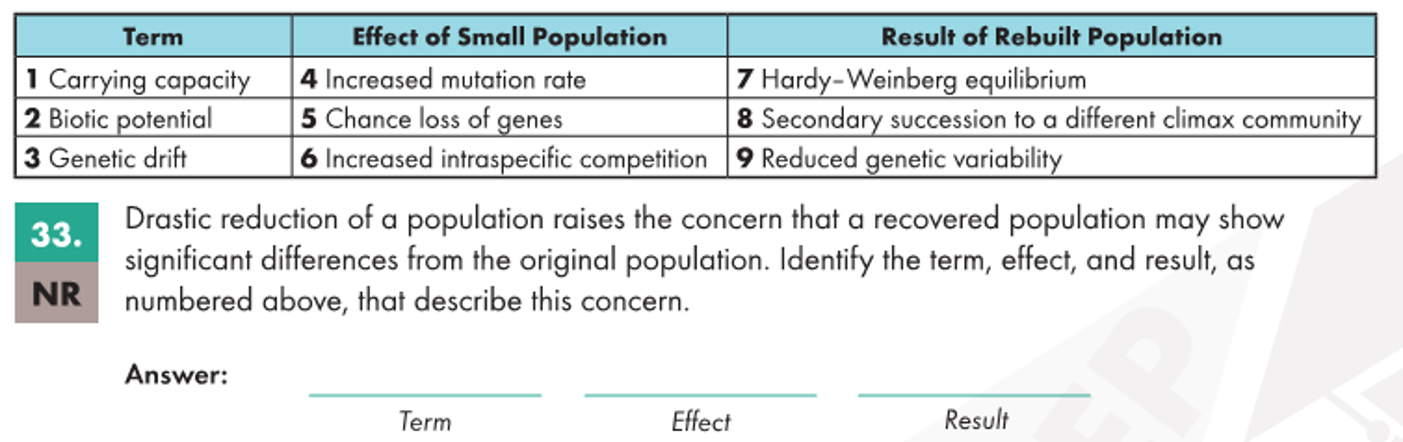 Term Effect of Small Population Result of Rebuilt Population
1 Carrying capacity 4 Increased mutation rate 7 Hardy–Weinberg equilibrium
2 Biotic potential 5 Chance loss of genes 8 Secondary succession to a different climax community
3 Genetic drift 6 Increased intraspecific competition 9 Reduced genetic variability
33. Drastic reduction of a population raises the concern that a recovered population may show
significant differences from the original population. Identify the term, effect, and result, as
NR numbered above, that describe this concern.
Answer:
Term Effect Result
EP